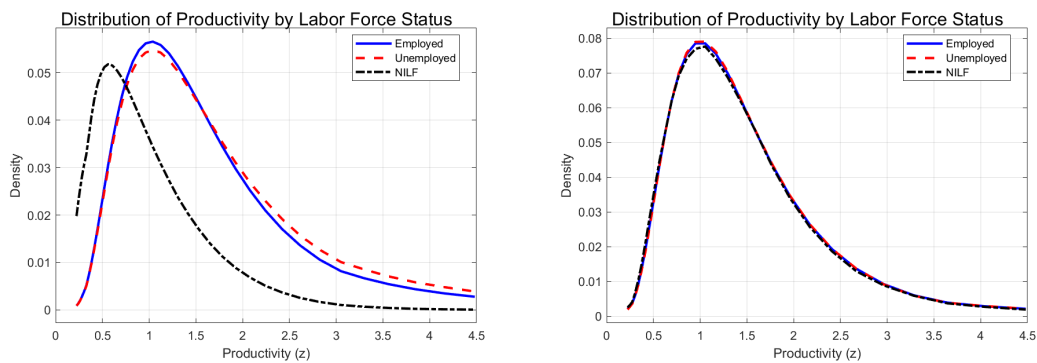 Distribution of Productivity by Labor Force Status
Employed
Unemployed
NILF
0.05
0.04
0.03
0.02
0.01
0
Density
0 0.5 1 1.5 2 2.5 3 3.5 4 4.5
Productivity (z)
Distribution of Productivity by Labor Force Status
Employed
Unemployed
NILF
0.08
0.07
0.06
0.05
0.04
0.03
0.02
0.01
0
Density
0 0.5 1 1.5 2 2.5 3 3.5 4 4.5
Productivity (z)